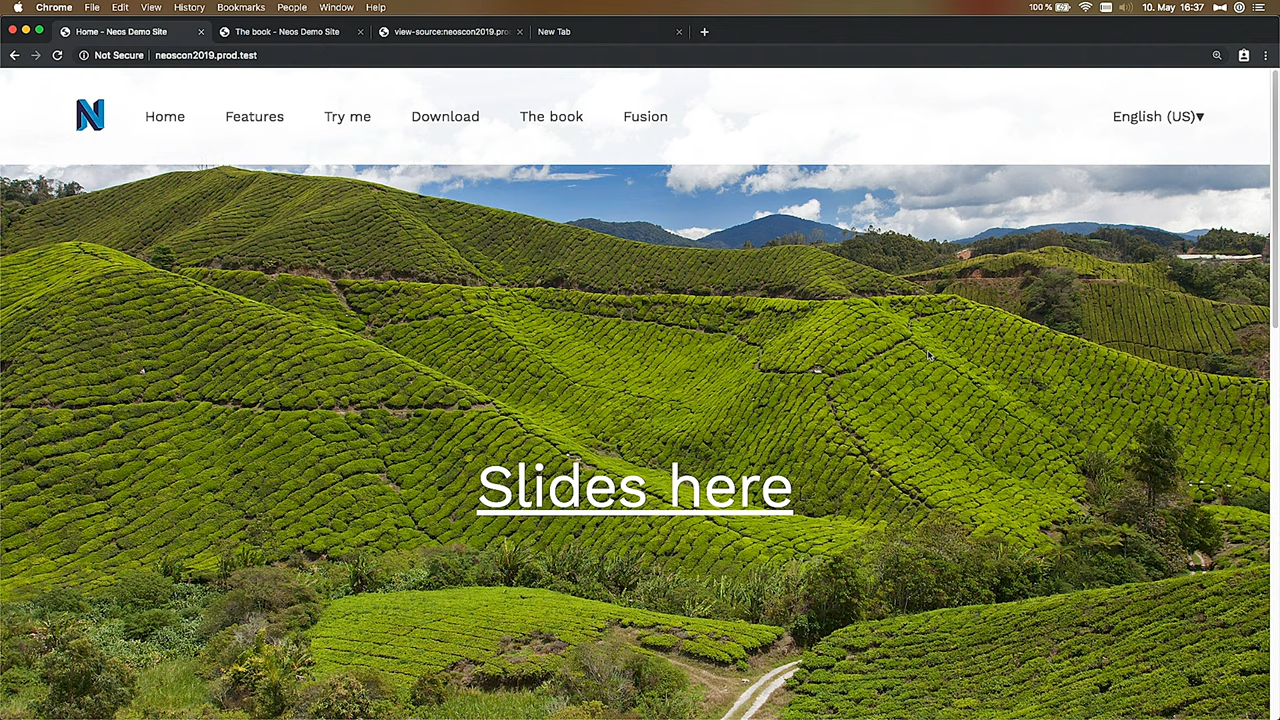 Chrome File Edit View History Bookmarks People Window Help 100 % 10. May 16:37
Home - Neos Demo Site The book - Neos Demo Site view-source:neoscon2019.pro New Tab
Not Secure neoscon2019.prod.test
N Home Features Try me Download The book Fusion English (US)▾
Slides here